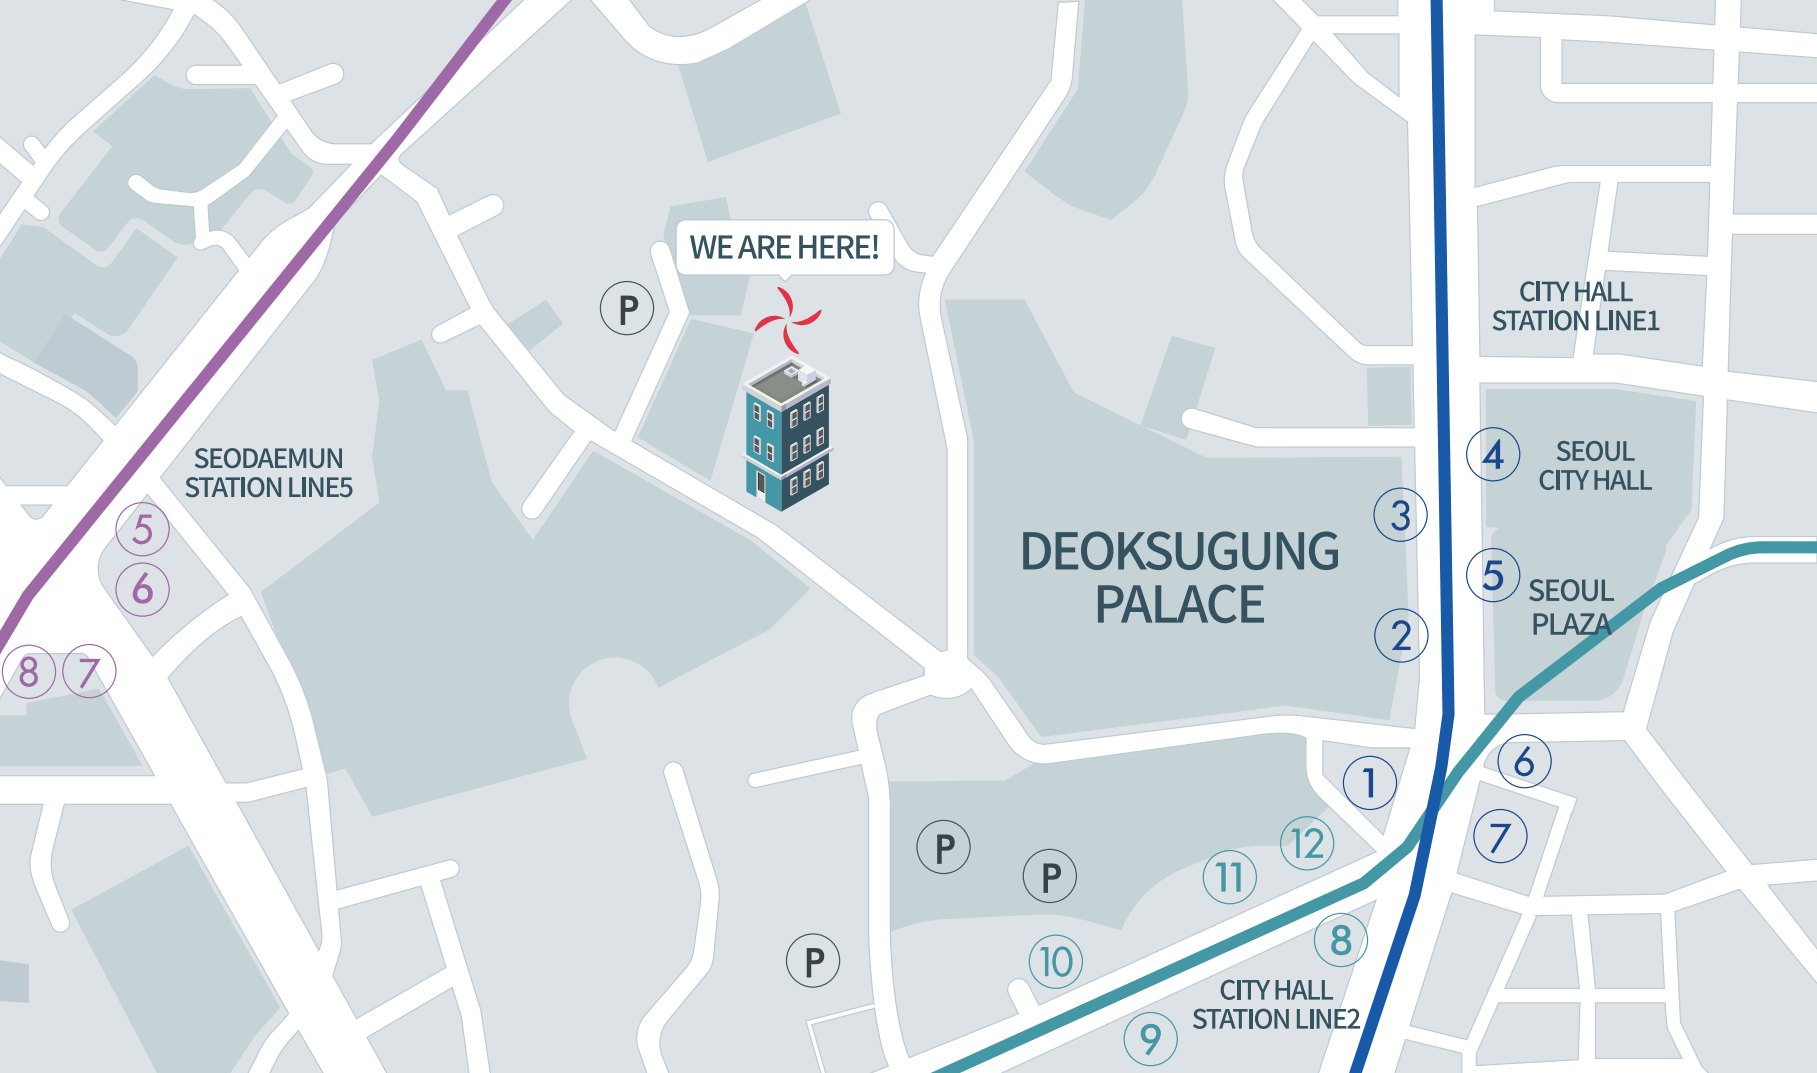 WE ARE HERE!
P
CITY HALL
STATION LINE1
SEODAEMUN
STATION LINE5
5
6
8
7
4
SEOUL
CITY HALL
3
DEOKSUGUNG
PALACE
5
SEOUL
PLAZA
2
6
1
7
12
11
P
P
10
P
8
CITY HALL
STATION LINE2
9